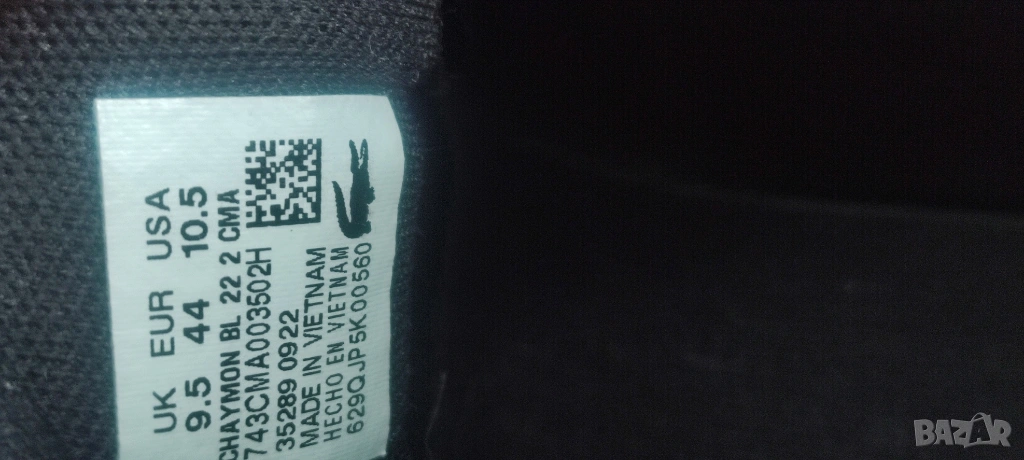 UK EUR USA
9.5 44 10.5
CHAYMON BL 22 2 CMA
743CMA003502H
35289 0922
MADE IN VIETNAM
HECHO EN VIETNAM
629QJP5K00560
BAZAR